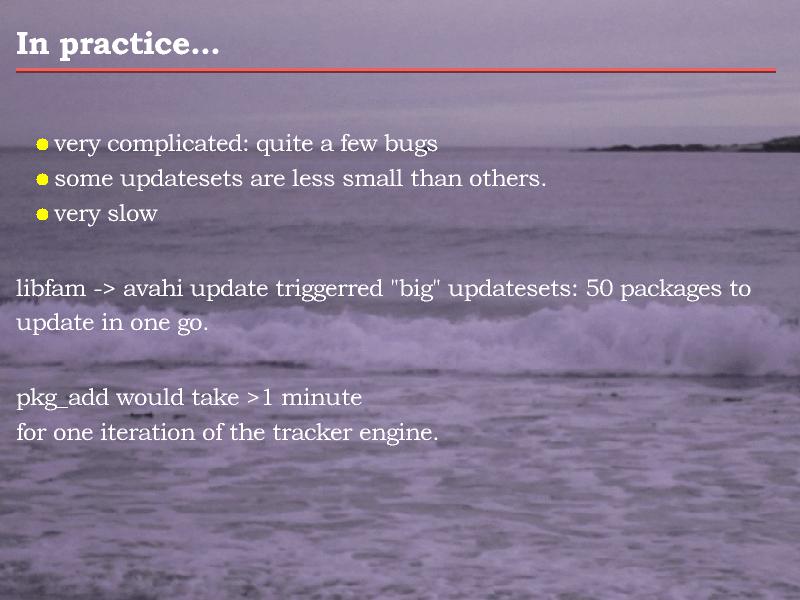 In practice...
very complicated: quite a few bugs
some updatesets are less small than others.
very slow
libfam -> avahi update triggerred "big" updatesets: 50 packages to
update in one go.
pkg_add would take >1 minute
for one iteration of the tracker engine.